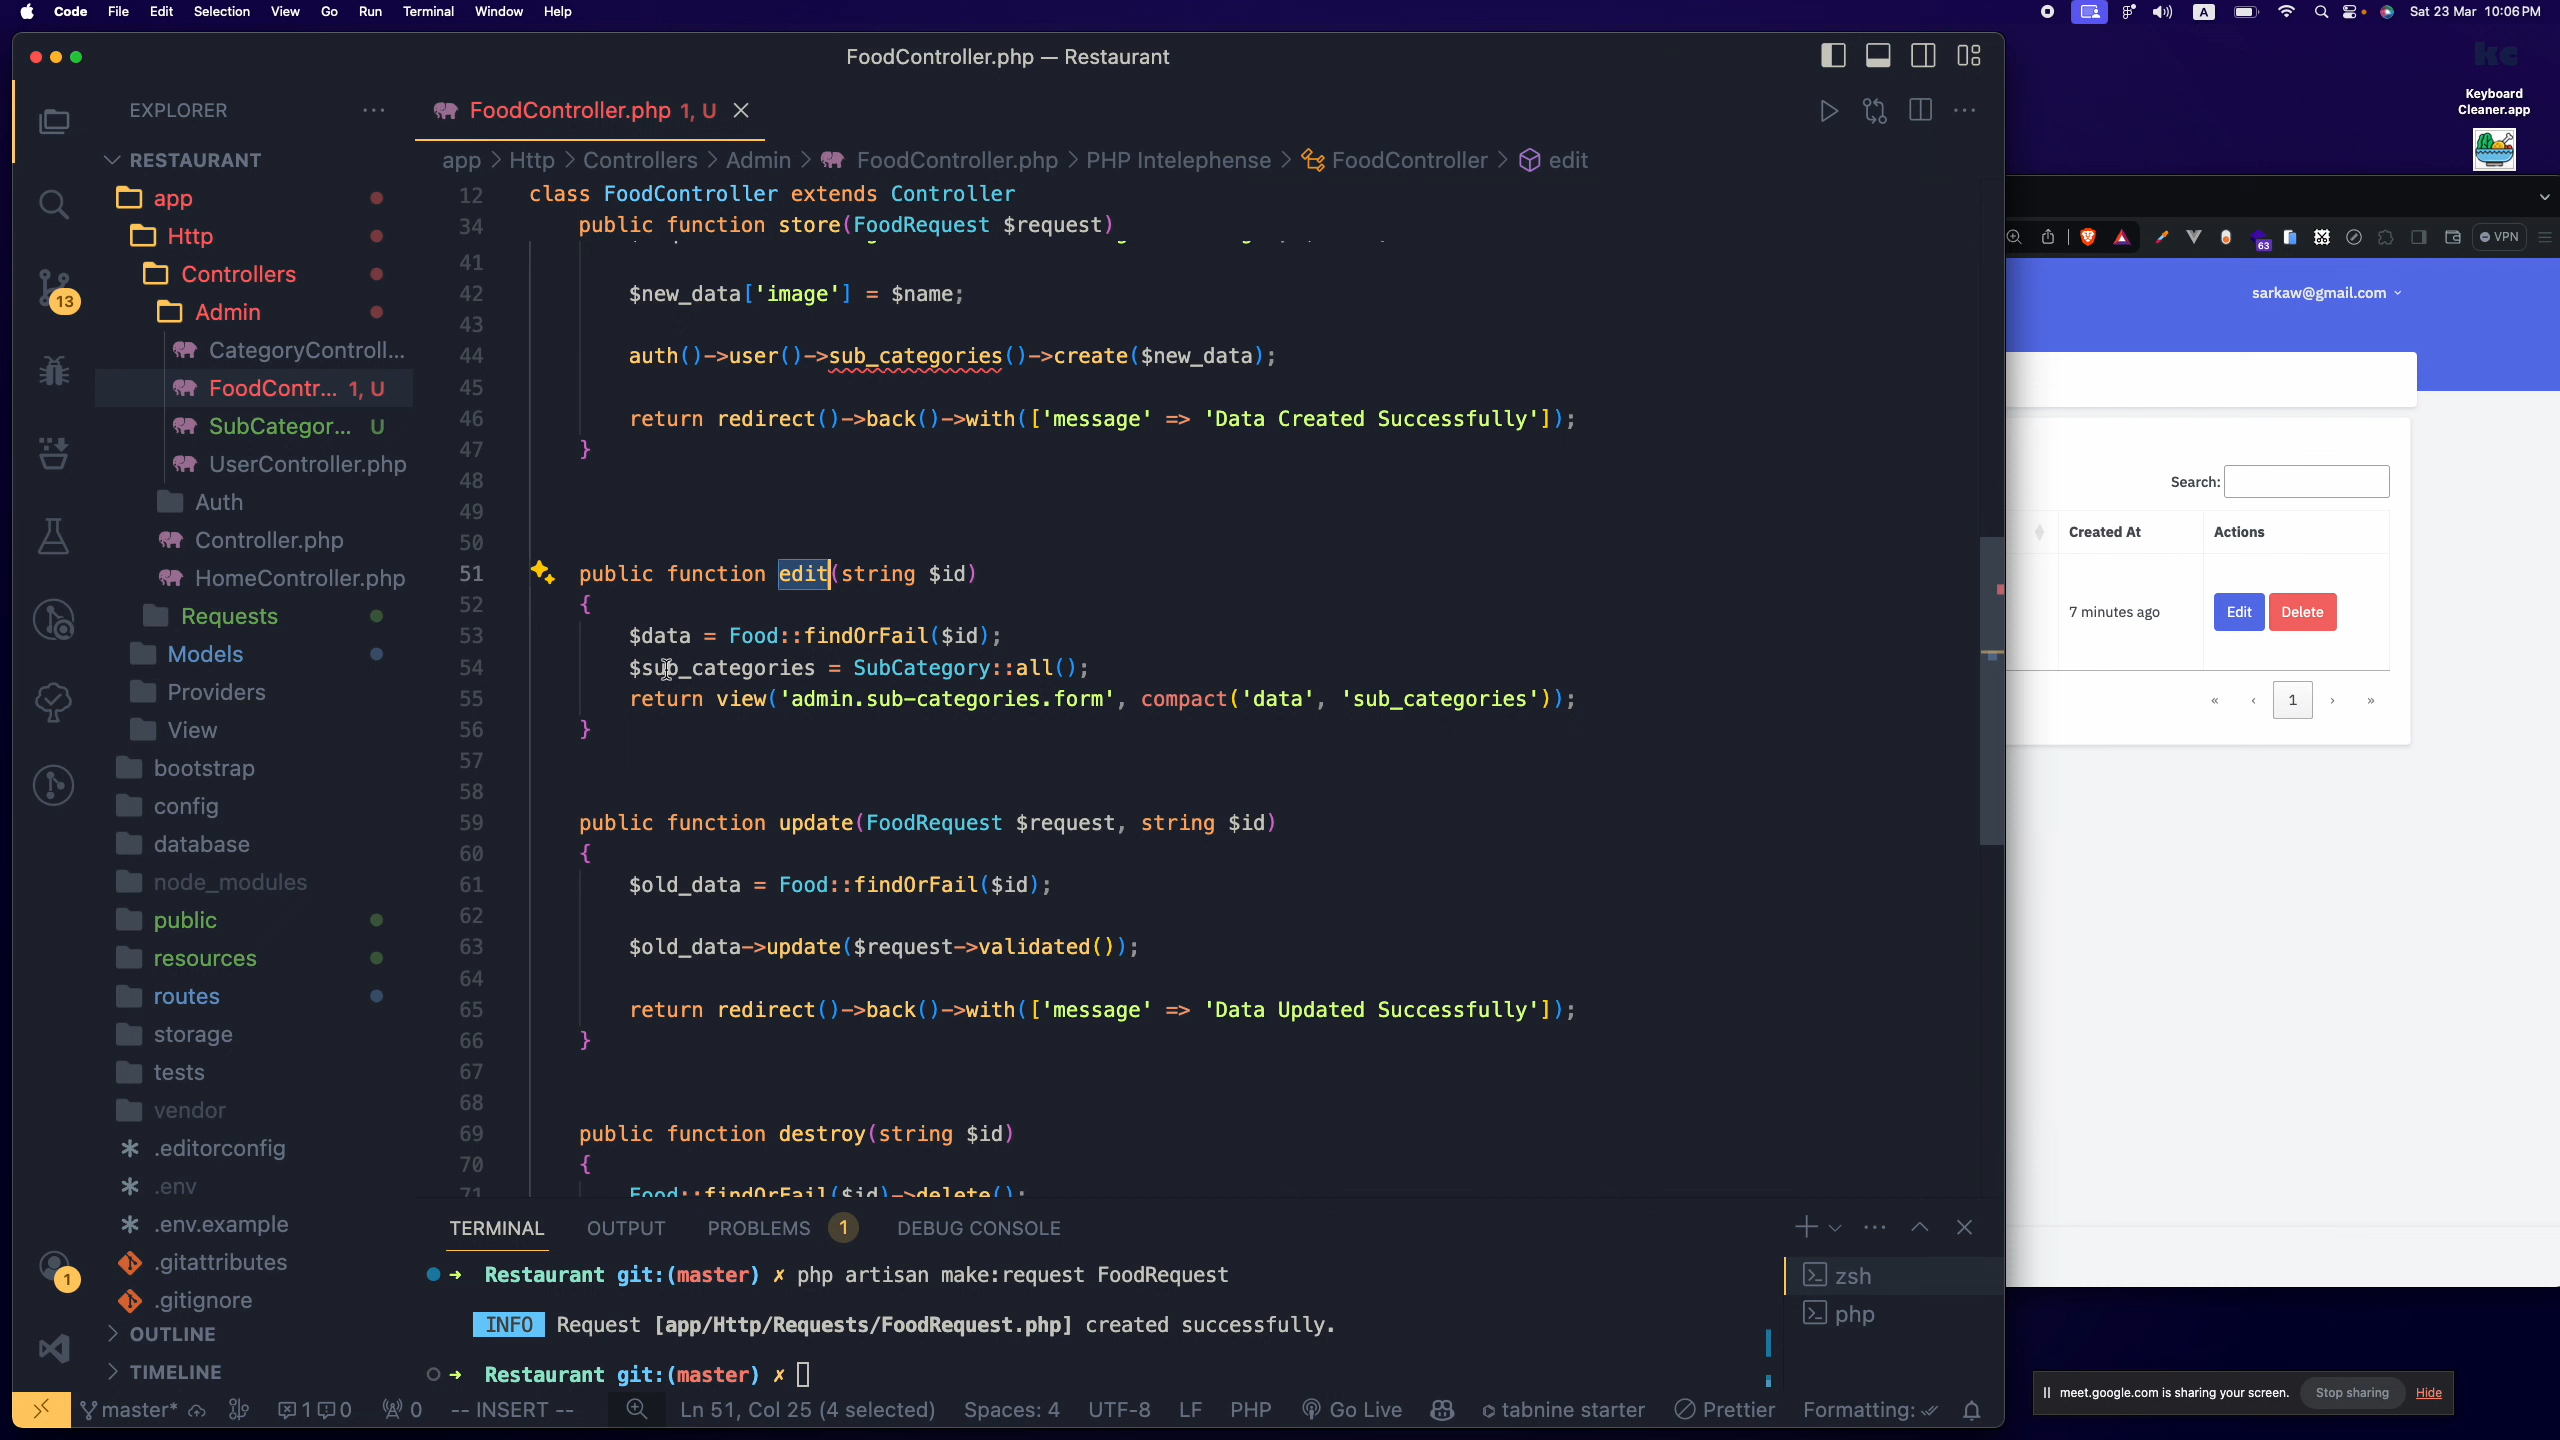 Code File Edit Selection View Go Run Terminal Window Help
A Sat 23 Mar 10:06 PM
FoodController.php — Restaurant
kc
Keyboard Cleaner.app
EXPLORER
FoodController.php 1, U
RESTAURANT
app > Http > Controllers > Admin > FoodController.php > PHP Intelephense > FoodController > edit
app
Http
Controllers
Admin
CategoryControll...
FoodContr... 1, U
SubCategor... U
UserController.php
Auth
Controller.php
HomeController.php
Requests
Models
Providers
View
bootstrap
config
database
node_modules
public
resources
routes
storage
tests
vendor
.editorconfig
.env
.env.example
.gitattributes
.gitignore
OUTLINE
TIMELINE
13
1
12 class FoodController extends Controller
34 public function store(FoodRequest $request)
41
42 $new_data['image'] = $name;
43
44 auth()->user()->sub_categories()->create($new_data);
45
46 return redirect()->back()->with(['message' => 'Data Created Successfully']);
47 }
48
49
50
51 public function edit(string $id)
52 {
53 $data = Food::findOrFail($id);
54 $sub_categories = SubCategory::all();
55 return view('admin.sub-categories.form', compact('data', 'sub_categories'));
56 }
57
58
59 public function update(FoodRequest $request, string $id)
60 {
61 $old_data = Food::findOrFail($id);
62
63 $old_data->update($request->validated());
64
65 return redirect()->back()->with(['message' => 'Data Updated Successfully']);
66 }
67
68
69 public function destroy(string $id)
70 {
71 Food::findOrFail($id)->delete();
TERMINAL OUTPUT PROBLEMS 1 DEBUG CONSOLE
➜ Restaurant git:(master) ✗ php artisan make:request FoodRequest
INFO Request [app/Http/Requests/FoodRequest.php] created successfully.
➜ Restaurant git:(master) ✗
zsh
php
master* 1 0 0 -- INSERT -- Ln 51, Col 25 (4 selected) Spaces: 4 UTF-8 LF PHP Go Live tabnine starter Prettier Formatting:
63
VPN
sarkaw@gmail.com
Search:
Created At Actions
7 minutes ago Edit Delete
« ‹ 1 › »
meet.google.com is sharing your screen. Stop sharing Hide